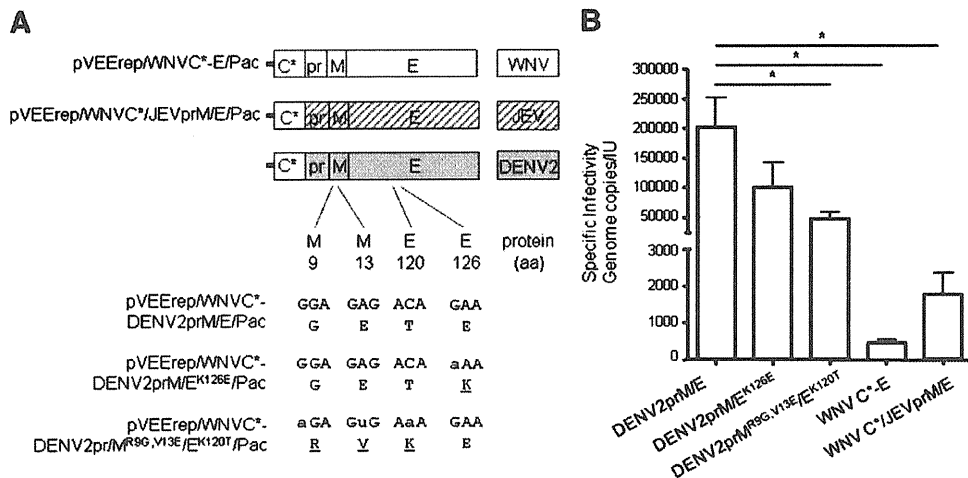 A
pVEErep/WNVC*-E/Pac
C* pr M E
WNV
pVEErep/WNVC*/JEVprM/E/Pac
C* pr M E
JEV
C* pr M E
DENV2
M M E E protein
9 13 120 126 (aa)
pVEErep/WNVC*-
DENV2prM/E/Pac
GGA GAG ACA GAA
G E T E
pVEErep/WNVC*-
DENV2prM/E^K126E/Pac
GGA GAG ACA aAA
G E T K
pVEErep/WNVC*-
DENV2pr/M^R9G,V13E/E^K120T/Pac
aGA GuG AaA GAA
R V K E
B
*
*
*
Specific Infectivity
Genome copies/IU
300000
250000
200000
150000
100000
50000
3000
2000
1000
0
DENV2prM/E
DENV2prM/E^K126E
DENV2prM^R9G,V13E/E^K120T
WNV C*-E
WNV C*/JEVprM/E